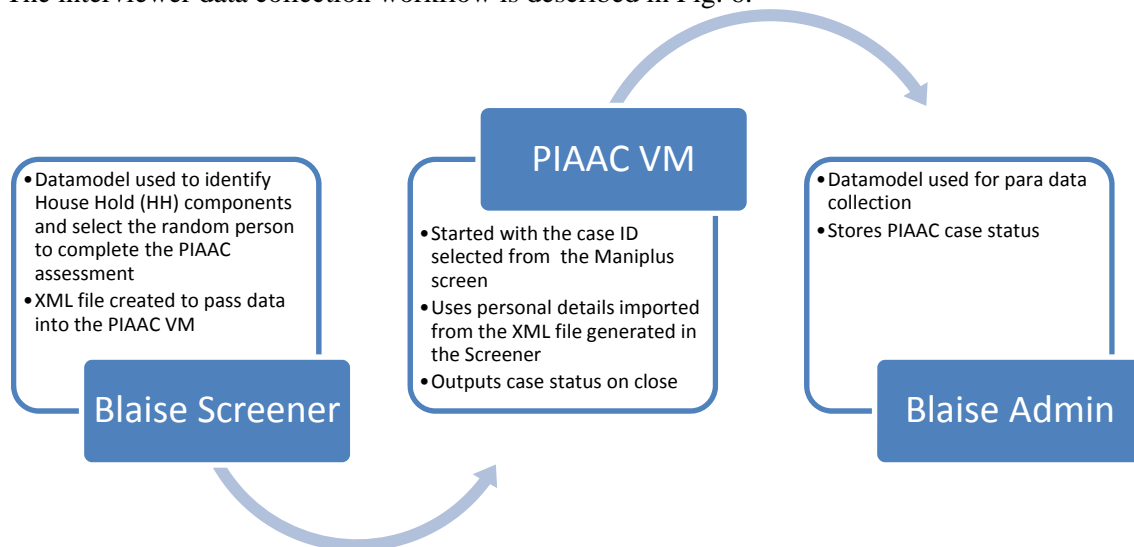 The interviewer data collection workflow is described in Fig. 6.
•Datamodel used to identify
House Hold (HH) components
and select the random person
to complete the PIAAC
assessment
•XML file created to pass data
into the PIAAC VM
Blaise Screener
PIAAC VM
•Started with the case ID
selected from the Maniplus
screen
•Uses personal details imported
from the XML file generated in
the Screener
•Outputs case status on close
•Datamodel used for para data
collection
•Stores PIAAC case status
Blaise Admin